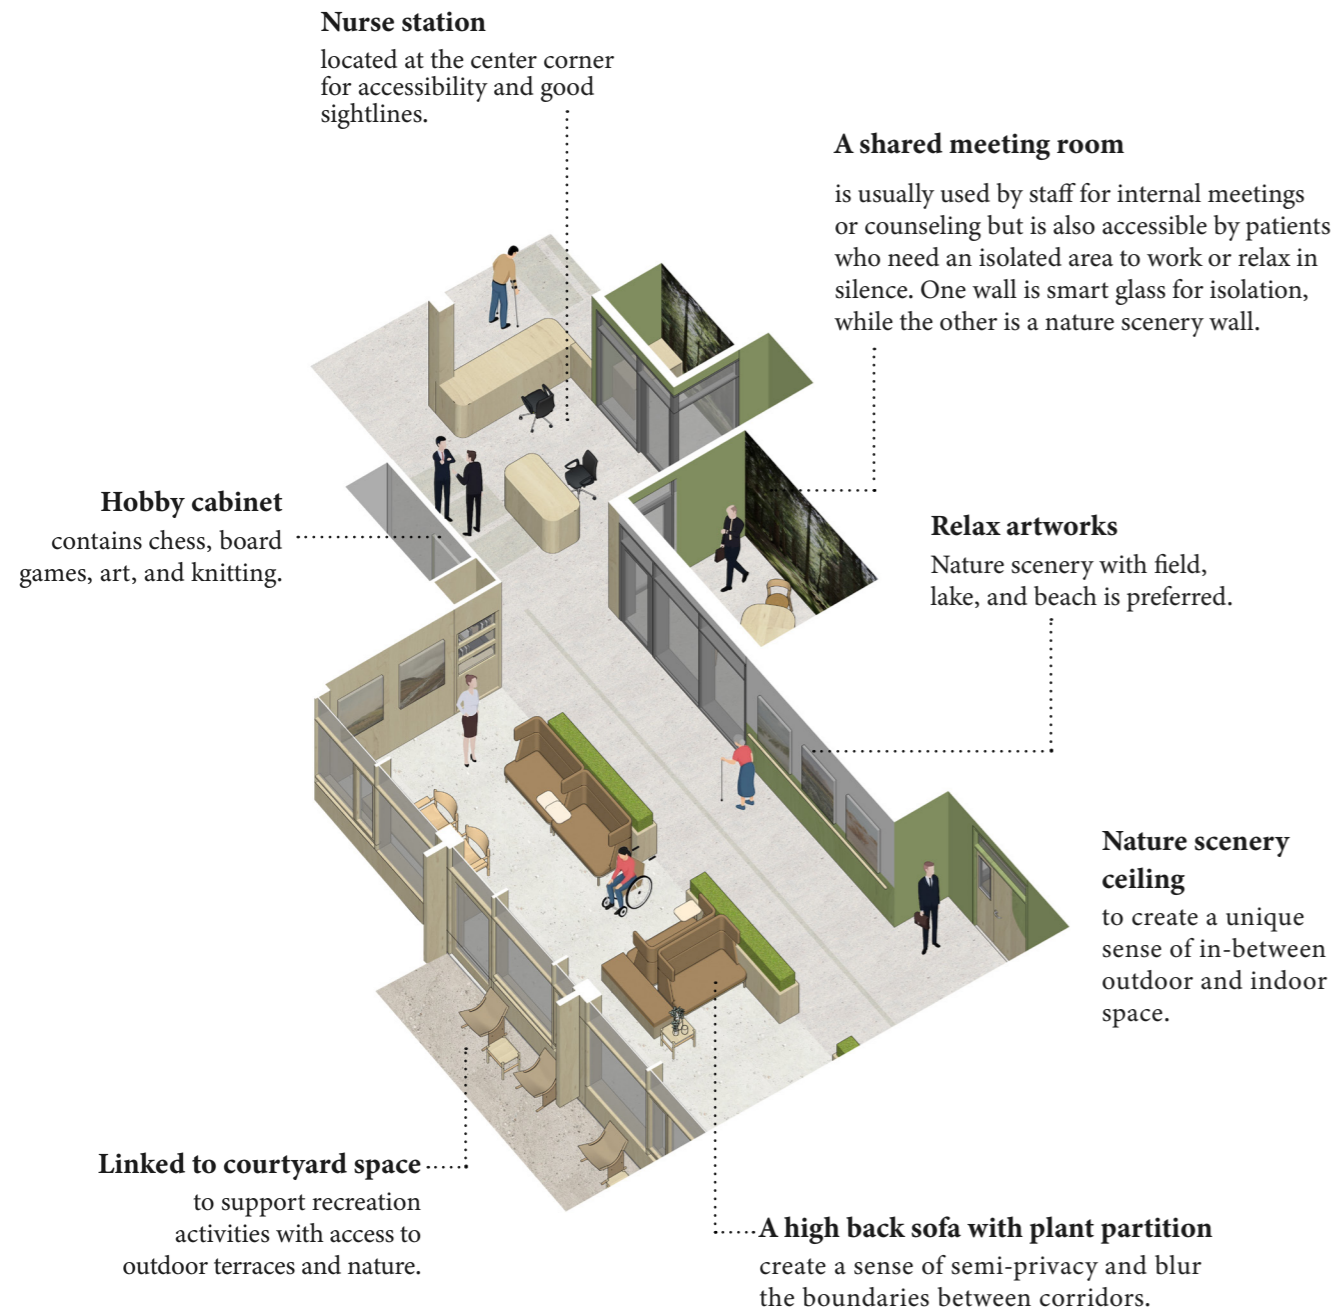 Nurse station
located at the center corner
for accessibility and good
sightlines.
A shared meeting room
is usually used by staff for internal meetings
or counseling but is also accessible by patients
who need an isolated area to work or relax in
silence. One wall is smart glass for isolation,
while the other is a nature scenery wall.
Hobby cabinet
contains chess, board
games, art, and knitting.
Relax artworks
Nature scenery with field,
lake, and beach is preferred.
Nature scenery
ceiling
to create a unique
sense of in-between
outdoor and indoor
space.
Linked to courtyard space
to support recreation
activities with access to
outdoor terraces and nature.
A high back sofa with plant partition
create a sense of semi-privacy and blur
the boundaries between corridors.